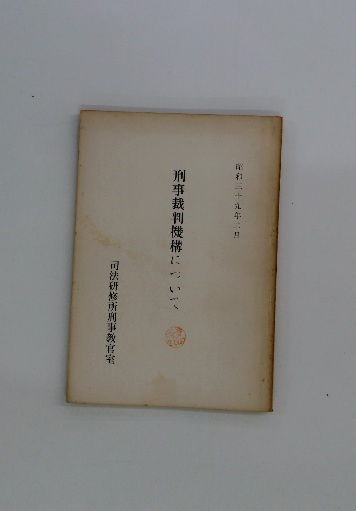 昭和三十九年二月
刑事裁判機構について
司法研修所刑事教官室